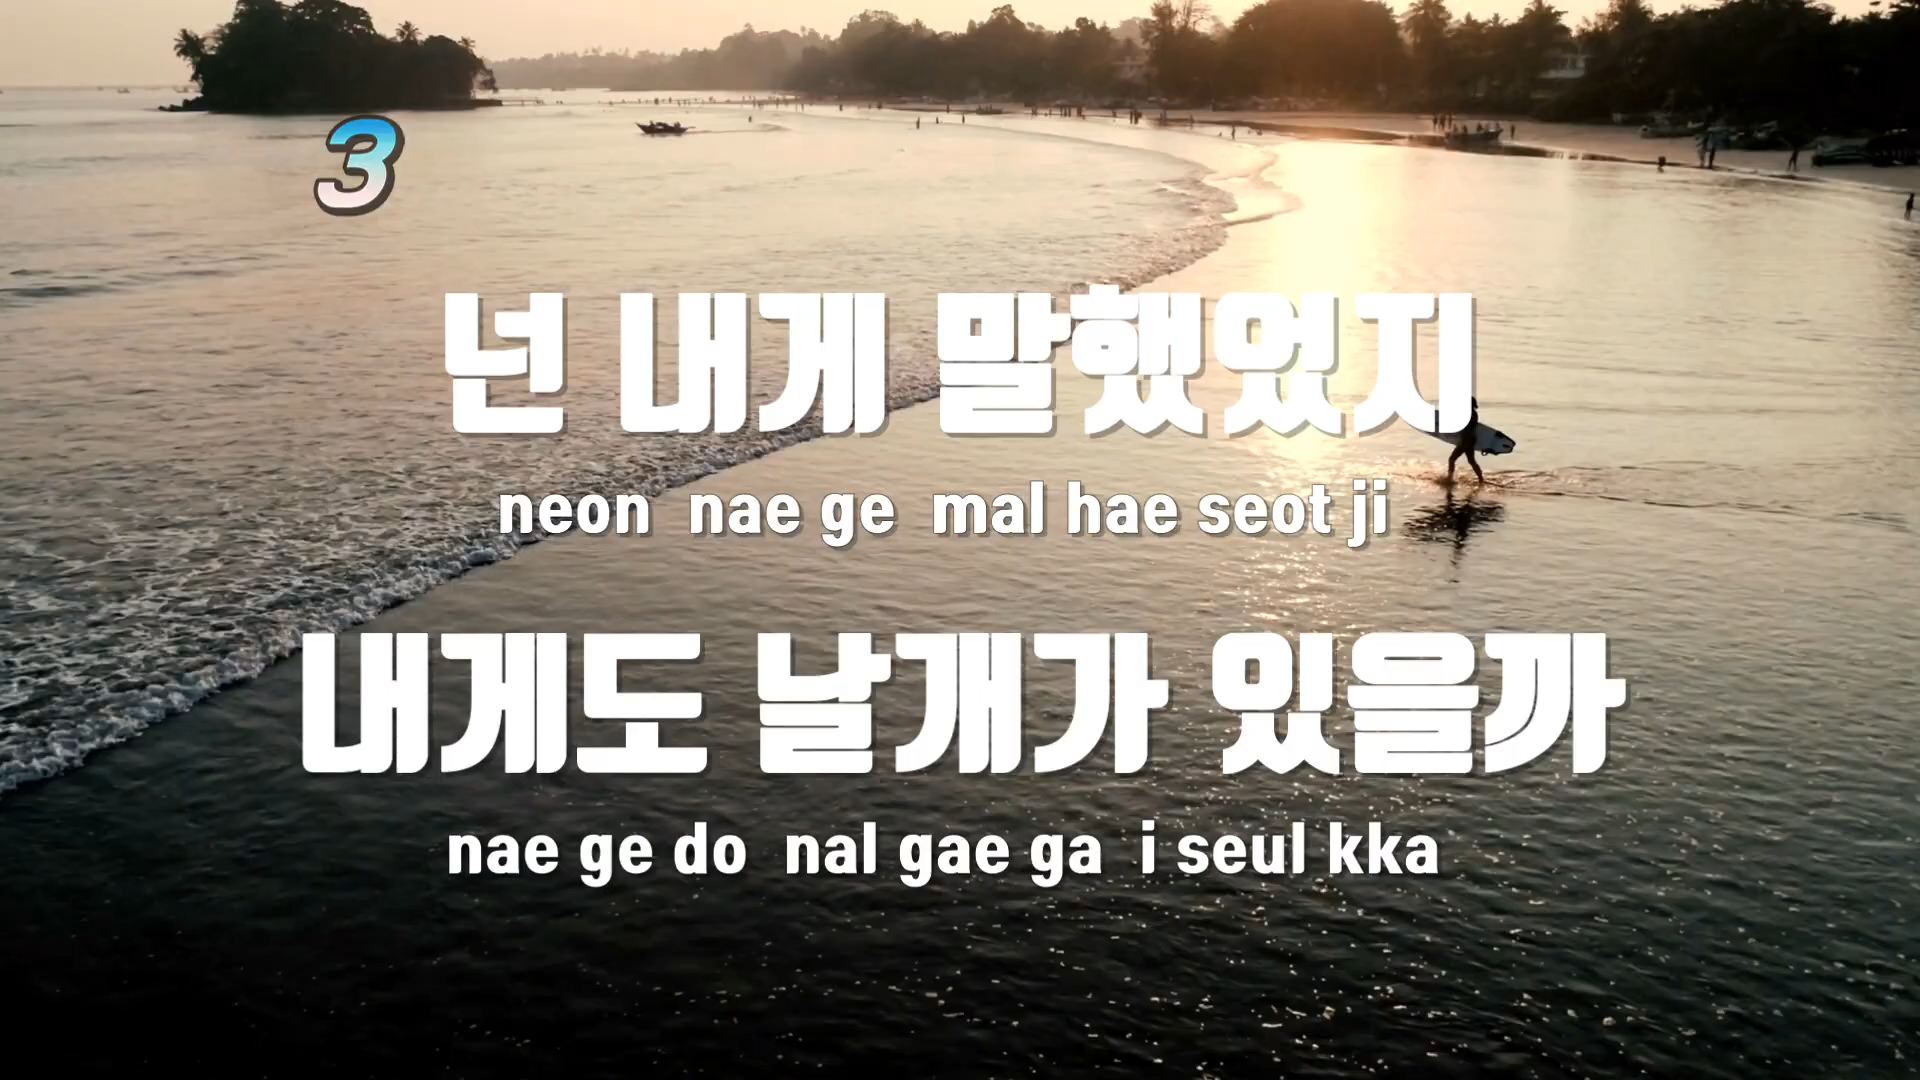 3
넌 내게 말했었지
neon nae ge mal hae seot ji
내게도 날개가 있을까
nae ge do nal gae ga i seul kka